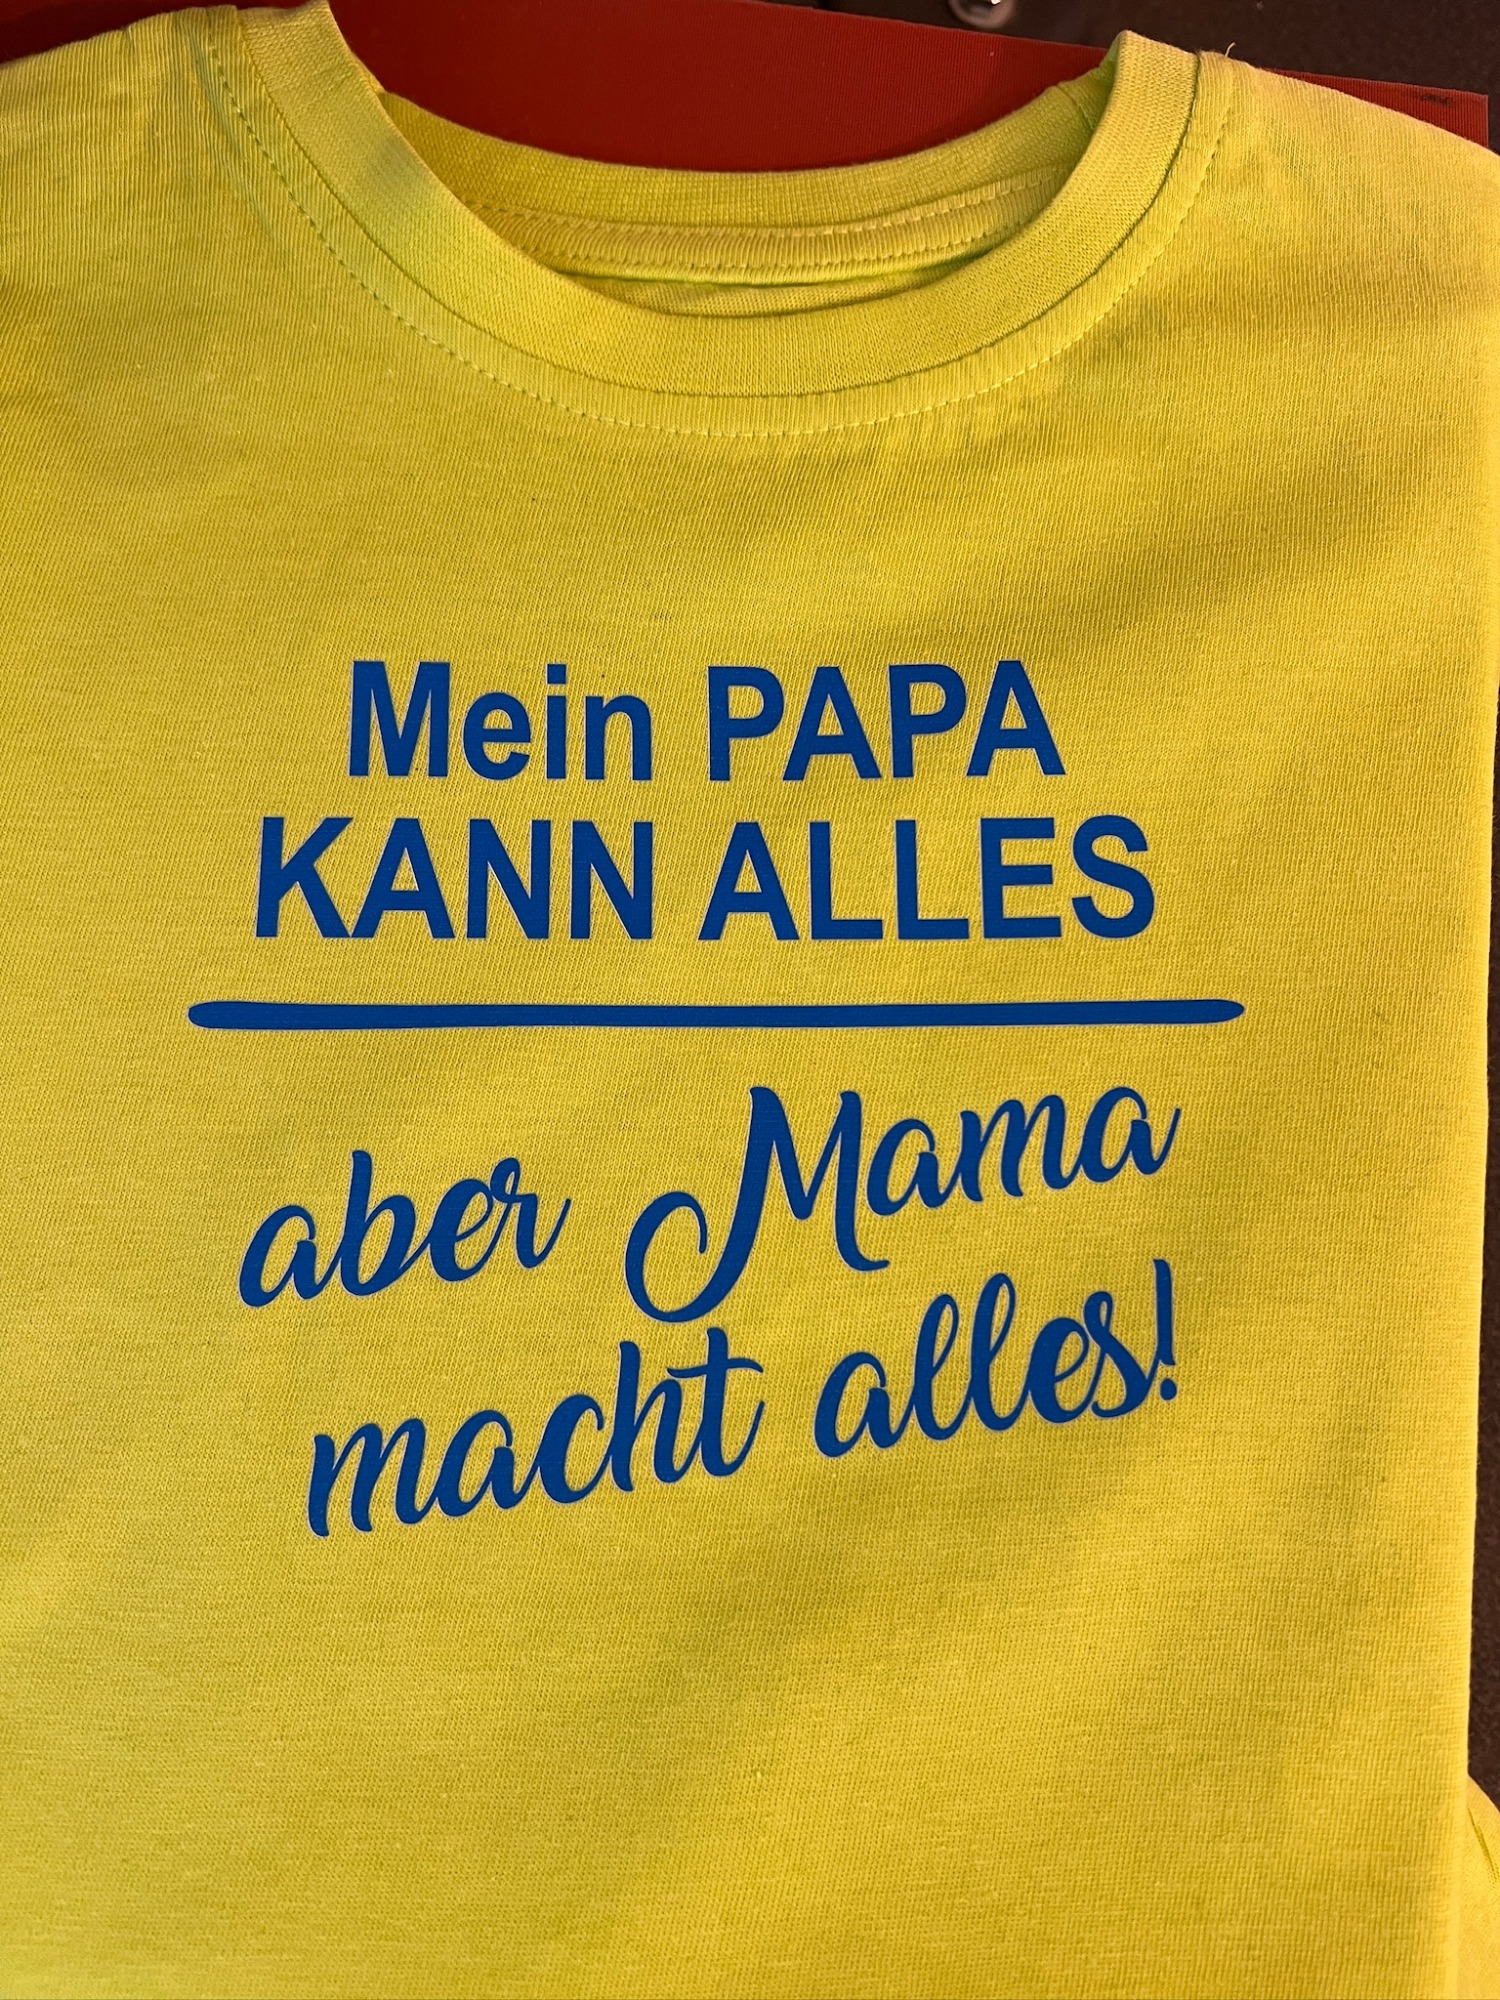 Mein PAPA
KANN ALLES
aber Mama
macht alles!